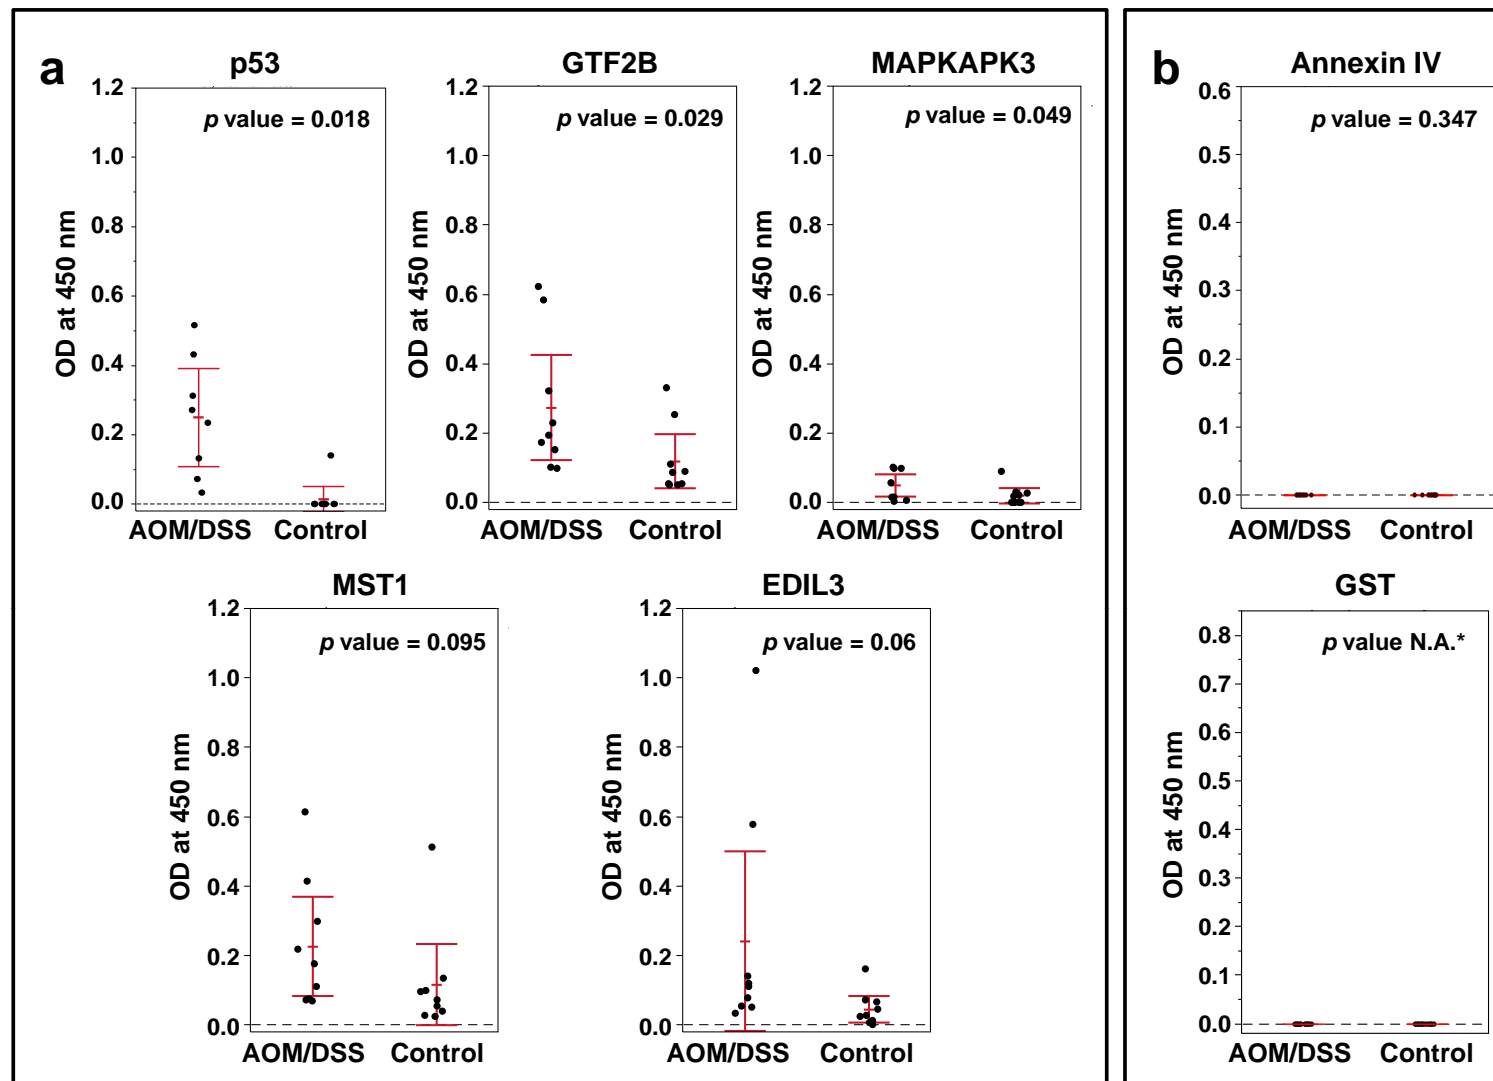 a
p53
p value = 0.018
OD at 450 nm
1.2
1.0
0.8
0.6
0.4
0.2
0.0
AOM/DSS Control
GTF2B
p value = 0.029
OD at 450 nm
1.2
1.0
0.8
0.6
0.4
0.2
0.0
AOM/DSS Control
MAPKAPK3
p value = 0.049
OD at 450 nm
1.2
1.0
0.8
0.6
0.4
0.2
0.0
AOM/DSS Control
MST1
p value = 0.095
OD at 450 nm
1.2
1.0
0.8
0.6
0.4
0.2
0.0
AOM/DSS Control
EDIL3
p value = 0.06
OD at 450 nm
1.2
1.0
0.8
0.6
0.4
0.2
0.0
AOM/DSS Control
b
Annexin IV
p value = 0.347
OD at 450 nm
0.6
0.5
0.4
0.3
0.2
0.1
0.0
AOM/DSS Control
GST
p value N.A.*
OD at 450 nm
0.8
0.7
0.6
0.5
0.4
0.3
0.2
0.1
0.0
AOM/DSS Control